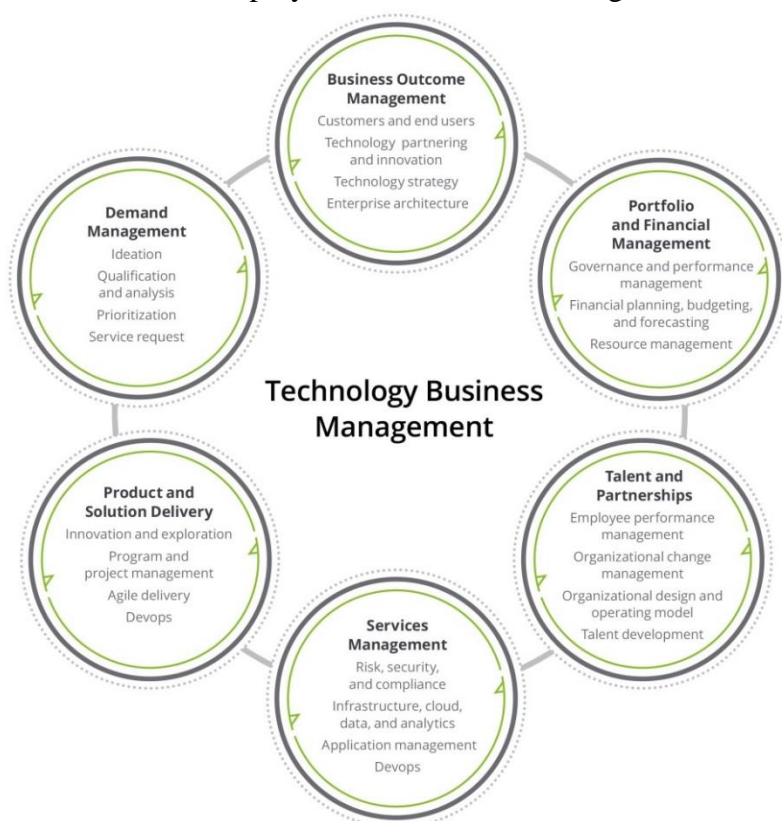 Business Outcome
Management
Customers and end users
Technology partnering
and innovation
Technology strategy
Enterprise architecture
Demand
Management
Ideation
Qualification
and analysis
Prioritization
Service request
Portfolio
and Financial
Management
Governance and performance
management
Financial planning, budgeting,
and forecasting
Resource management
Technology Business
Management
Product and
Solution Delivery
Innovation and exploration
Program and
project management
Agile delivery
Devops
Talent and
Partnerships
Employee performance
management
Organizational change
management
Organizational design and
operating model
Talent development
Services
Management
Risk, security,
and compliance
Infrastructure, cloud,
data, and analytics
Application management
Devops